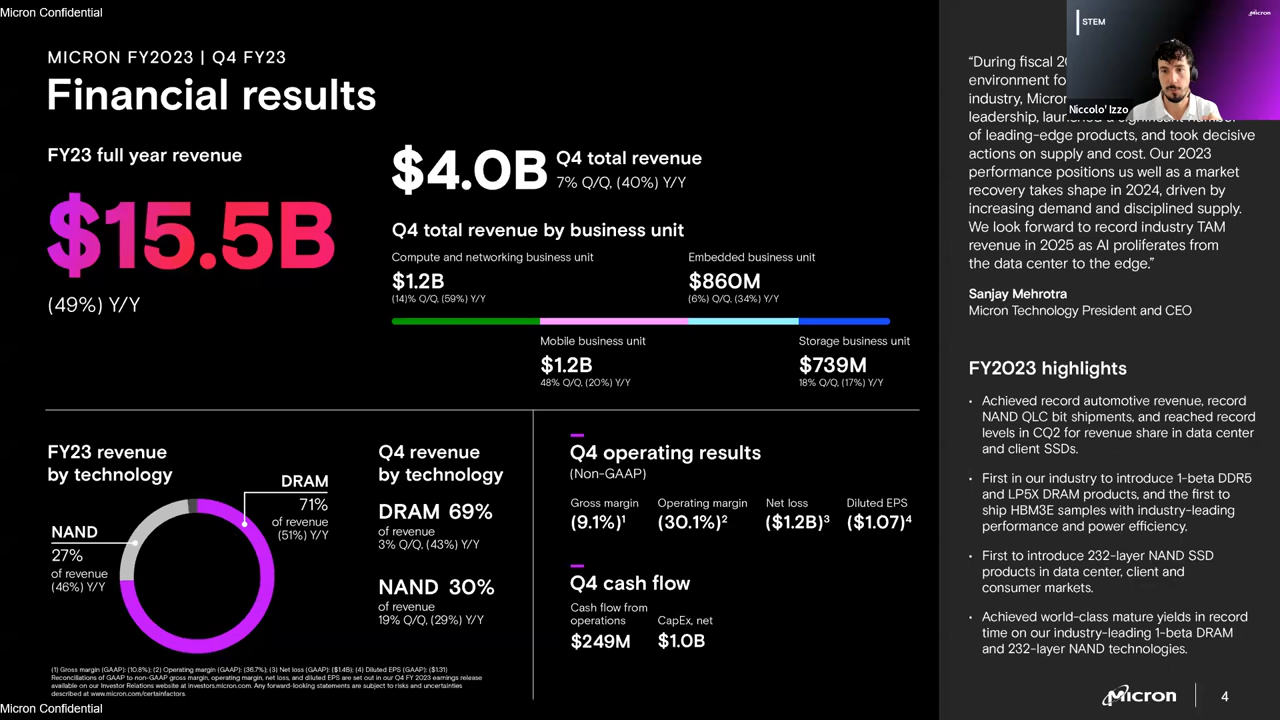 Micron Confidential
MICRON FY2023 | Q4 FY23
Financial results
FY23 full year revenue
$15.5B
(49%) Y/Y
$4.0B
Q4 total revenue
7% Q/Q, (40%) Y/Y
Q4 total revenue by business unit
Compute and networking business unit
$1.2B
(14)% Q/Q, (59%) Y/Y
Embedded business unit
$860M
(6%) Q/Q, (34%) Y/Y
Mobile business unit
$1.2B
48% Q/Q, (20%) Y/Y
Storage business unit
$739M
18% Q/Q, (17%) Y/Y
FY23 revenue
by technology
DRAM
71%
of revenue
(51%) Y/Y
NAND
27%
of revenue
(46%) Y/Y
Q4 revenue
by technology
DRAM 69%
of revenue
3% Q/Q, (43%) Y/Y
NAND 30%
of revenue
19% Q/Q, (29%) Y/Y
Q4 operating results
(Non-GAAP)
Gross margin
(9.1%)1
Operating margin
(30.1%)2
Net loss
($1.2B)3
Diluted EPS
($1.07)4
Q4 cash flow
Cash flow from
operations
$249M
CapEx, net
$1.0B
(1) Gross margin (GAAP): (10.8%); (2) Operating margin (GAAP): (36.7%); (3) Net loss (GAAP): ($1.4B); (4) Diluted EPS (GAAP): ($1.31)
Reconciliations of GAAP to non-GAAP gross margin, operating margin, net loss, and diluted EPS are set out in our Q4 FY 2023 earnings release
available on our Investor Relations website at investors.micron.com. Any forward-looking statements are subject to risks and uncertainties
described at www.micron.com/certainfactors.
Micron Confidential
Micron
STEM
Niccolo' Izzo
“During fiscal
environment
industry, Micron
leadership, launched a significant number
of leading-edge products, and took decisive
actions on supply and cost. Our 2023
performance positions us well as a market
recovery takes shape in 2024, driven by
increasing demand and disciplined supply.
We look forward to record industry TAM
revenue in 2025 as AI proliferates from
the data center to the edge.”
Sanjay Mehrotra
Micron Technology President and CEO
FY2023 highlights
• Achieved record automotive revenue, record
NAND QLC bit shipments, and reached record
levels in CQ2 for revenue share in data center
and client SSDs.
• First in our industry to introduce 1-beta DDR5
and LP5X DRAM products, and the first to
ship HBM3E samples with industry-leading
performance and power efficiency.
• First to introduce 232-layer NAND SSD
products in data center, client and
consumer markets.
• Achieved world-class mature yields in record
time on our industry-leading 1-beta DRAM
and 232-layer NAND technologies.
Micron
4